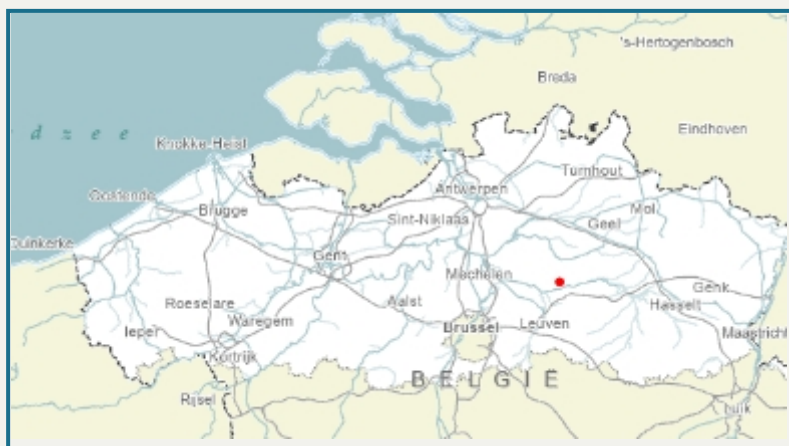 's-Hertogenbosch
Breda
d z e e
Eindhoven
Knokke-Heist
Turnhout
Antwerpen
Oostende
Mol
Brugge
Sint-Niklaas
Geel
Duinkerke
Gent
Mechelen
Genk
Roeselare
Aalst
Hasselt
Waregem
Brussel
Leuven
Ieper
Maastricht
Kortrijk
BELGIË
Rijsel
Luik